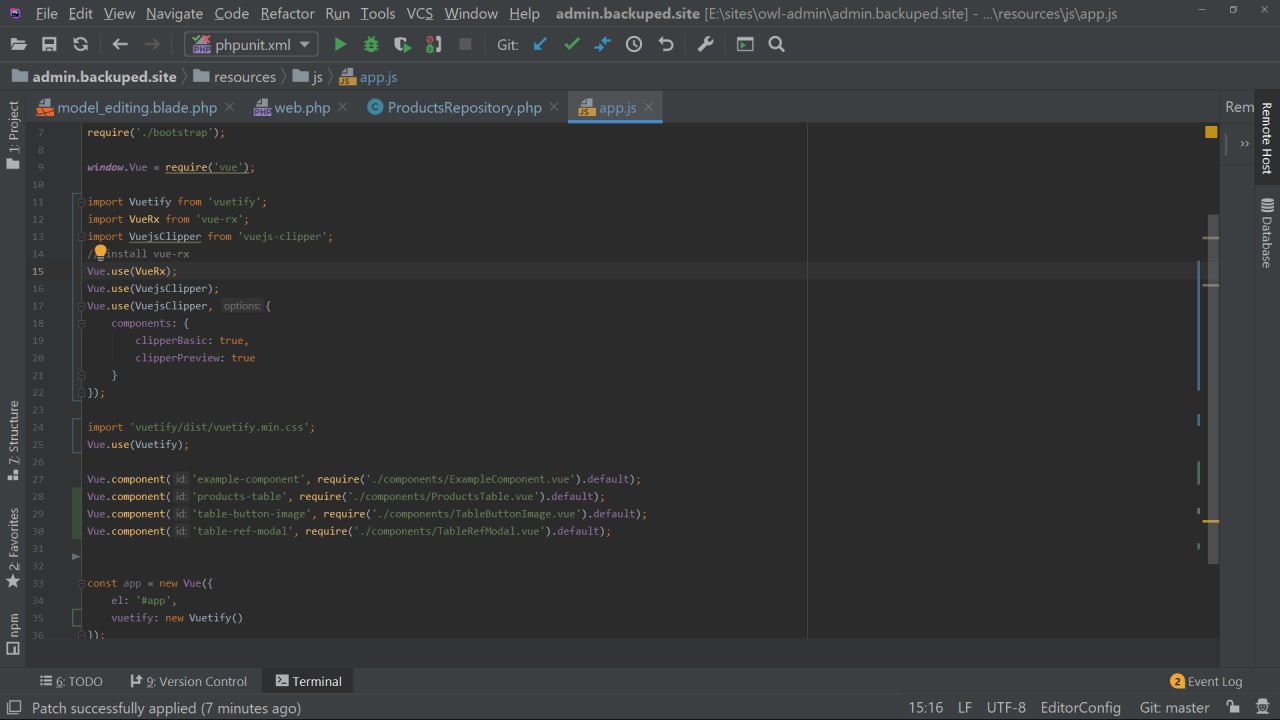 File Edit View Navigate Code Refactor Run Tools VCS Window Help admin.backuped.site [E:\sites\owl-admin\admin.backuped.site] - ...\resources\js\app.js
phpunit.xml Git:
admin.backuped.site resources js app.js
model_editing.blade.php web.php ProductsRepository.php app.js Rem
1: Project
7: Structure
2: Favorites
npm
Remote Host
Database
7 require('./bootstrap');
8
9 window.Vue = require('vue');
10
11 import Vuetify from 'vuetify';
12 import VueRx from 'vue-rx';
13 import VuejsClipper from 'vuejs-clipper';
14 // install vue-rx
15 Vue.use(VueRx);
16 Vue.use(VuejsClipper);
17 Vue.use(VuejsClipper, options: {
18 components: {
19 clipperBasic: true,
20 clipperPreview: true
21 }
22 });
23
24 import 'vuetify/dist/vuetify.min.css';
25 Vue.use(Vuetify);
26
27 Vue.component( id: 'example-component', require('./components/ExampleComponent.vue').default);
28 Vue.component( id: 'products-table', require('./components/ProductsTable.vue').default);
29 Vue.component( id: 'table-button-image', require('./components/TableButtonImage.vue').default);
30 Vue.component( id: 'table-ref-modal', require('./components/TableRefModal.vue').default);
31
32
33 const app = new Vue({
34 el: '#app',
35 vuetify: new Vuetify()
36 });
6: TODO 9: Version Control Terminal 2 Event Log
Patch successfully applied (7 minutes ago) 15:16 LF UTF-8 EditorConfig Git: master